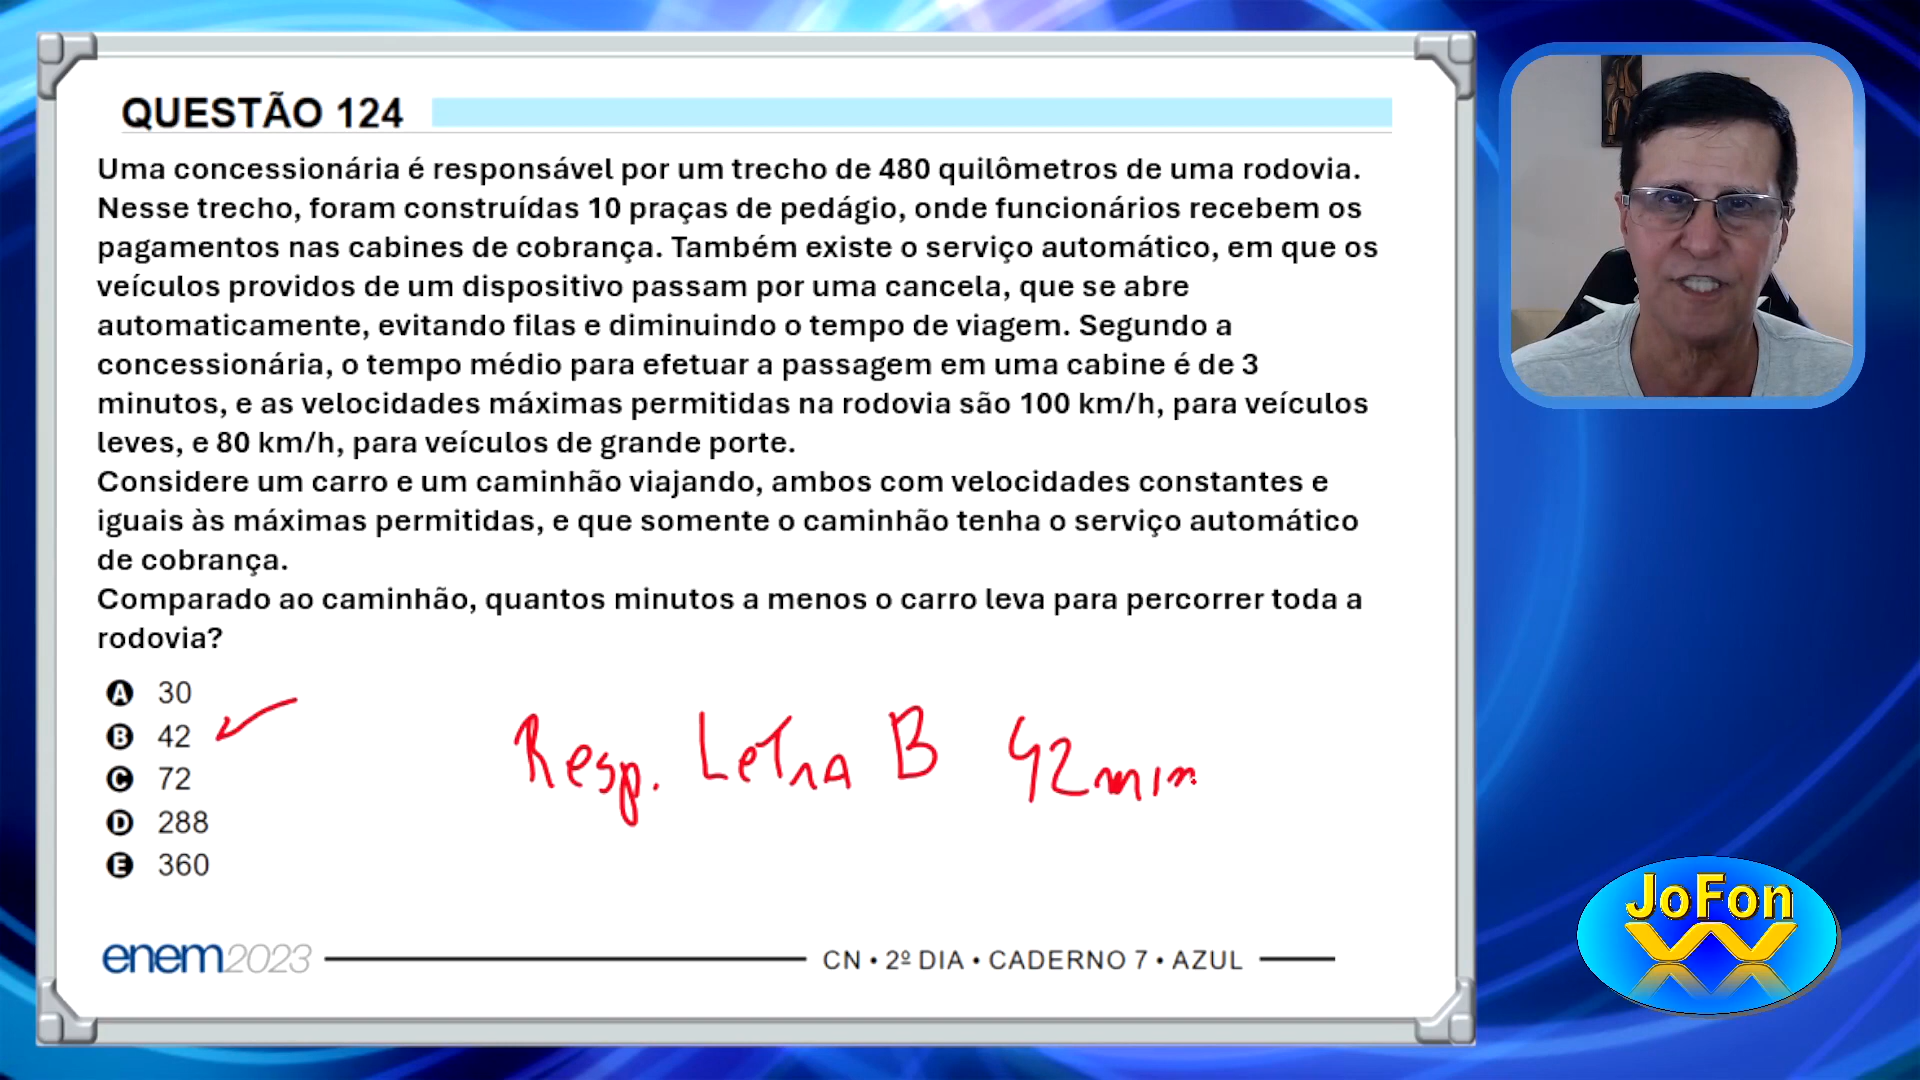 QUESTÃO 124
Uma concessionária é responsável por um trecho de 480 quilômetros de uma rodovia.
Nesse trecho, foram construídas 10 praças de pedágio, onde funcionários recebem os
pagamentos nas cabines de cobrança. Também existe o serviço automático, em que os
veículos providos de um dispositivo passam por uma cancela, que se abre
automaticamente, evitando filas e diminuindo o tempo de viagem. Segundo a
concessionária, o tempo médio para efetuar a passagem em uma cabine é de 3
minutos, e as velocidades máximas permitidas na rodovia são 100 km/h, para veículos
leves, e 80 km/h, para veículos de grande porte.
Considere um carro e um caminhão viajando, ambos com velocidades constantes e
iguais às máximas permitidas, e que somente o caminhão tenha o serviço automático
de cobrança.
Comparado ao caminhão, quantos minutos a menos o carro leva para percorrer toda a
rodovia?
A 30
B 42
C 72
D 288
E 360
Resp. Letra B 42min
enem2023 CN • 2º DIA • CADERNO 7 • AZUL
JoFon